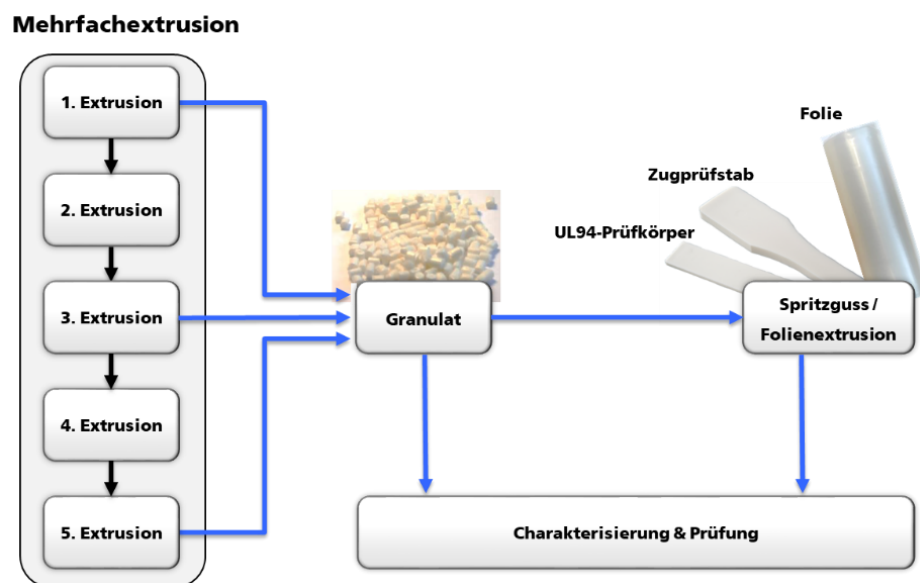 Mehrfachextrusion
1. Extrusion
2. Extrusion
3. Extrusion
4. Extrusion
5. Extrusion
Granulat
Folie
Zugprüfstab
UL94-Prüfkörper
Spritzguss /
Folienextrusion
Charakterisierung & Prüfung